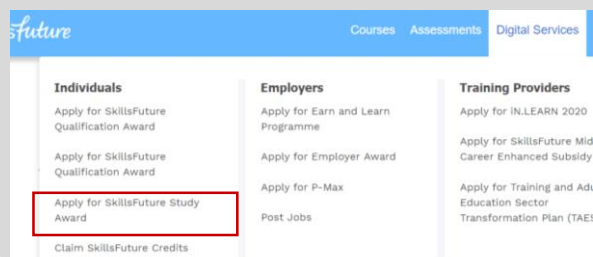 future
Courses Assessments Digital Services
Individuals
Apply for SkillsFuture
Qualification Award
Apply for SkillsFuture
Qualification Award
Apply for SkillsFuture Study
Award
Claim SkillsFuture Credits
Employers
Apply for Earn and Learn
Programme
Apply for Employer Award
Apply for P-Max
Post Jobs
Training Providers
Apply for iN.LEARN 2020
Apply for SkillsFuture Mid
Career Enhanced Subsidy
Apply for Training and Adu
Education Sector
Transformation Plan (TAES